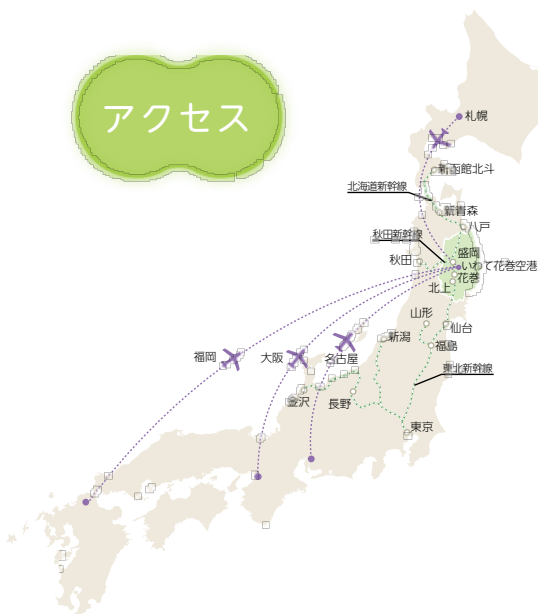 アクセス
札幌
新函館北斗
北海道新幹線
新青森
八戸
秋田新幹線
盛岡
秋田
いわて花巻空港
花巻
北上
山形
仙台
新潟
福島
福岡
大阪
名古屋
東北新幹線
金沢
長野
東京